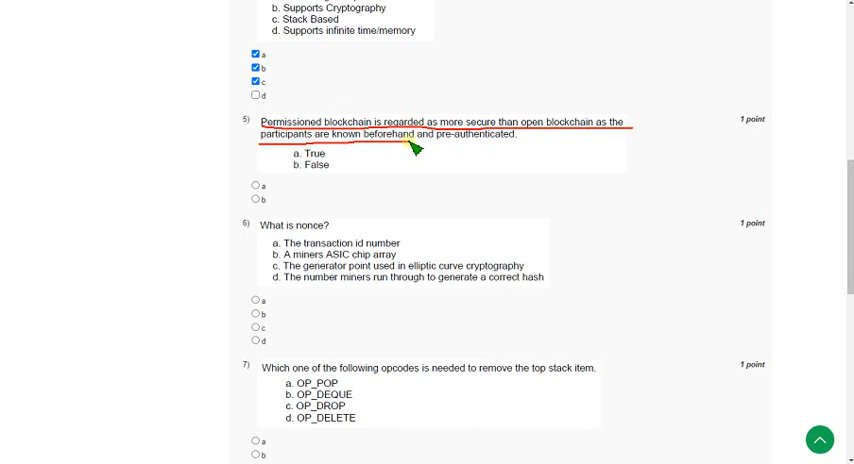 b. Supports Cryptography
c. Stack Based
d. Supports infinite time/memory
a
b
c
d
5) Permissioned blockchain is regarded as more secure than open blockchain as the 1 point
participants are known beforehand and pre-authenticated.
a. True
b. False
a
b
6) What is nonce? 1 point
a. The transaction id number
b. A miners ASIC chip array
c. The generator point used in elliptic curve cryptography
d. The number miners run through to generate a correct hash
a
b
c
d
7) Which one of the following opcodes is needed to remove the top stack item. 1 point
a. OP_POP
b. OP_DEQUE
c. OP_DROP
d. OP_DELETE
a
b